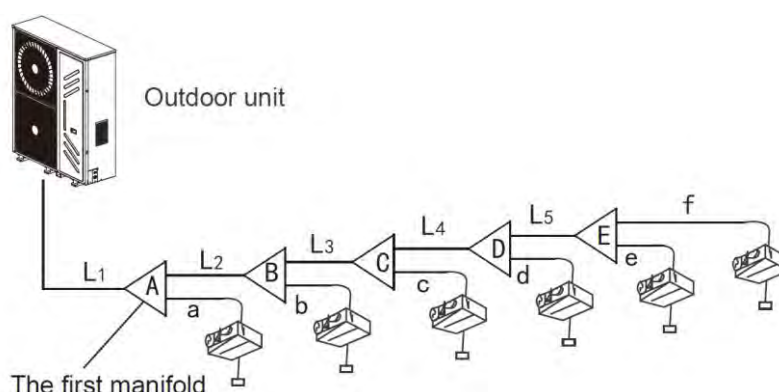 Outdoor unit
L1
A
L2
B
L3
C
L4
D
L5
E
f
a
b
c
d
e
The first manifold